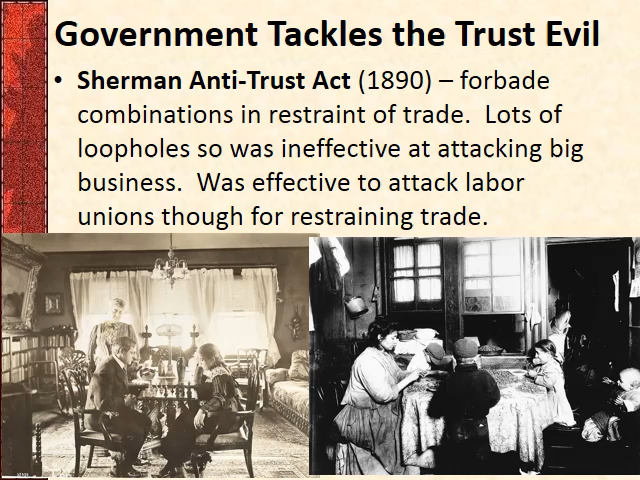 Government Tackles the Trust Evil
• Sherman Anti-Trust Act (1890) – forbade
combinations in restraint of trade.  Lots of
loopholes so was ineffective at attacking big
business.  Was effective to attack labor
unions though for restraining trade.